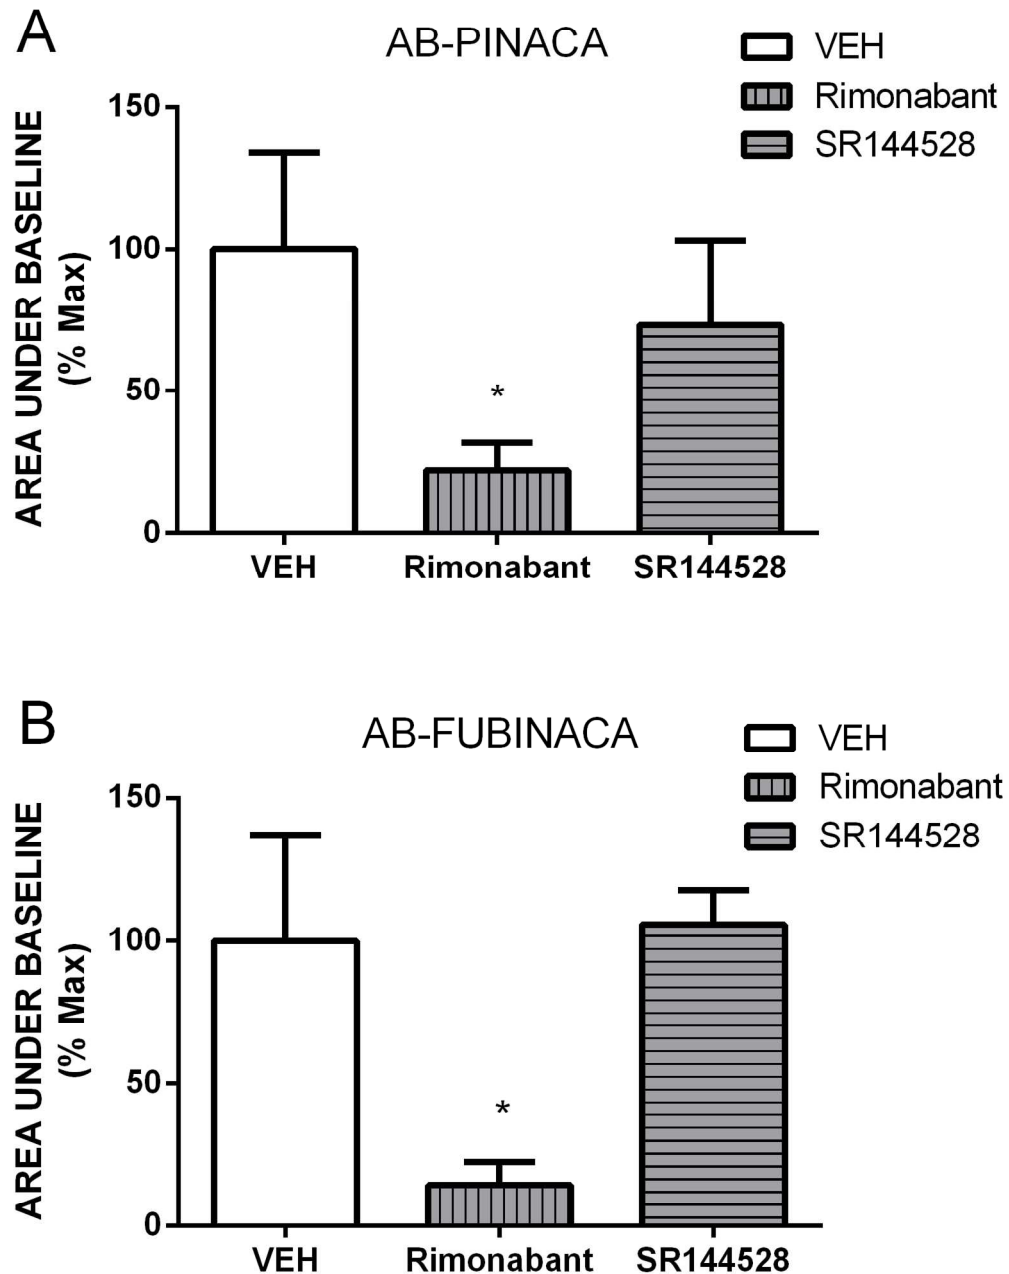 A
AB-PINACA
VEH
Rimonabant
SR144528
AREA UNDER BASELINE
(% Max)
150
100
50
0
*
VEH Rimonabant SR144528
B
AB-FUBINACA
VEH
Rimonabant
SR144528
AREA UNDER BASELINE
(% Max)
150
100
50
0
*
VEH Rimonabant SR144528